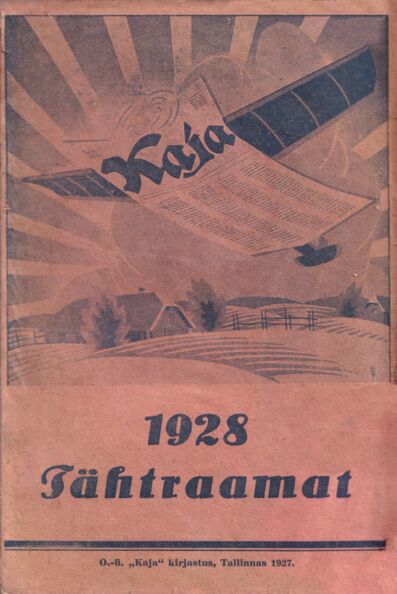 Kaja
1928
Tähtraamat
O.-ü. „Kaja“ kirjastus, Tallinnas 1927.